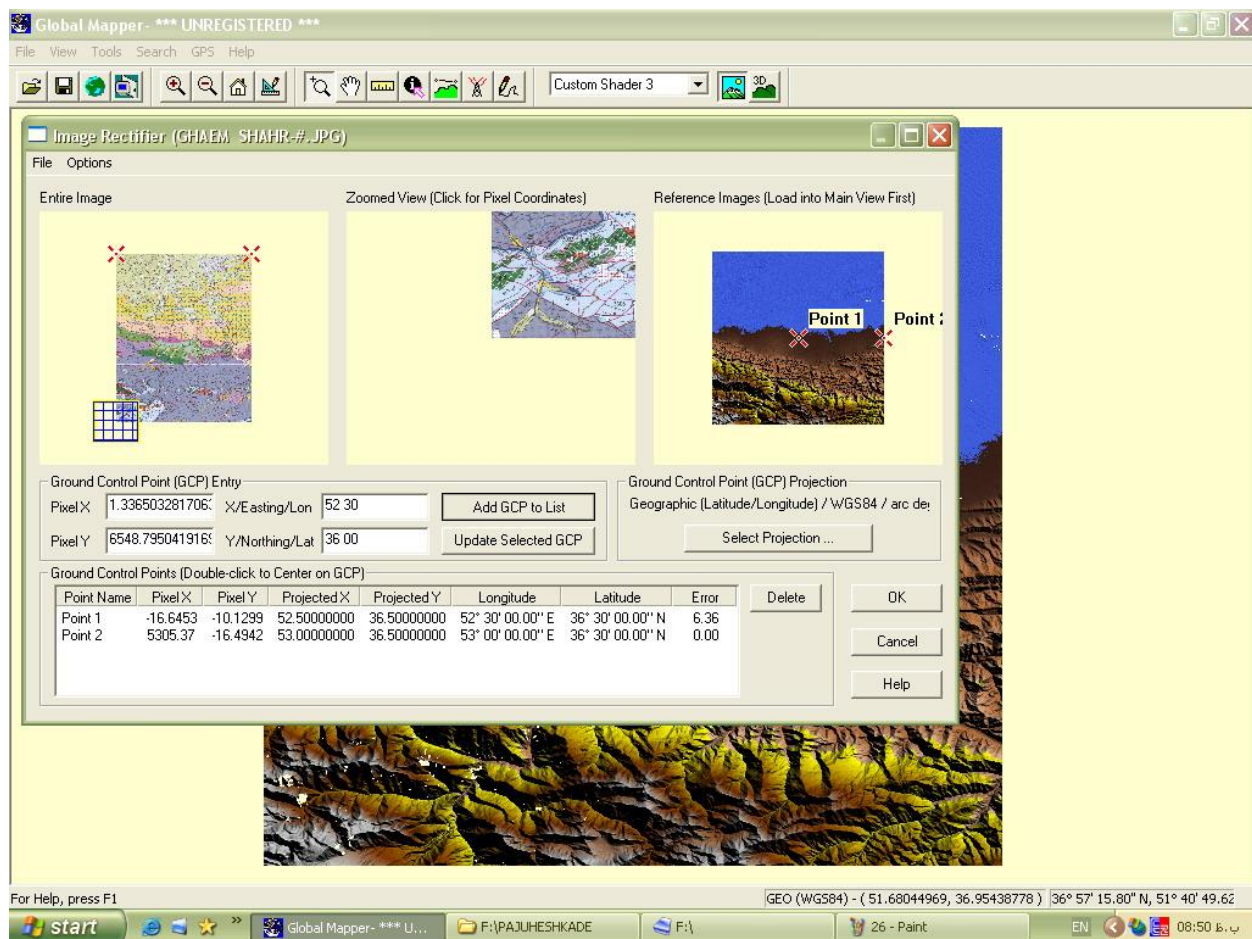 Global Mapper- *** UNREGISTERED ***
File View Tools Search GPS Help
Custom Shader 3
3D
Image Rectifier (GHAEM SHAHR-#.JPG)
File Options
Entire Image
Zoomed View (Click for Pixel Coordinates)
Reference Images (Load into Main View First)
Point 1
Point 2
Ground Control Point (GCP) Entry
Pixel X 1.3365032817063 X/Easting/Lon 52 30 Add GCP to List
Pixel Y 6548.7950419169 Y/Northing/Lat 36 00 Update Selected GCP
Ground Control Point (GCP) Projection
Geographic (Latitude/Longitude) / WGS84 / arc deg
Select Projection ...
Ground Control Points (Double-click to Center on GCP)
Point Name Pixel X Pixel Y Projected X Projected Y Longitude Latitude Error
Point 1 -16.6453 -10.1299 52.50000000 36.50000000 52° 30' 00.00" E 36° 30' 00.00" N 6.36
Point 2 5305.37 -16.4942 53.00000000 36.50000000 53° 00' 00.00" E 36° 30' 00.00" N 0.00
Delete
OK
Cancel
Help
For Help, press F1
GEO (WGS84) - ( 51.68044969, 36.95438778 ) 36° 57' 15.80" N, 51° 40' 49.62
start
Global Mapper- *** U...
F:\PAJUHESHKADE
F:\
26 - Paint
EN
08:50 ب.ظ